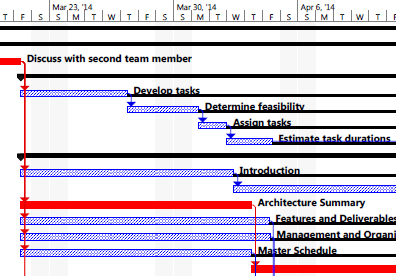 Mar 23, '14 Mar 30, '14 Apr 6, '14
T F S S M T W T F S S M T W T F S S M T W T F
Discuss with second team member
Develop tasks
Determine feasibility
Assign tasks
Estimate task durations
Introduction
Architecture Summary
Features and Deliverables
Management and Organi
Master Schedule